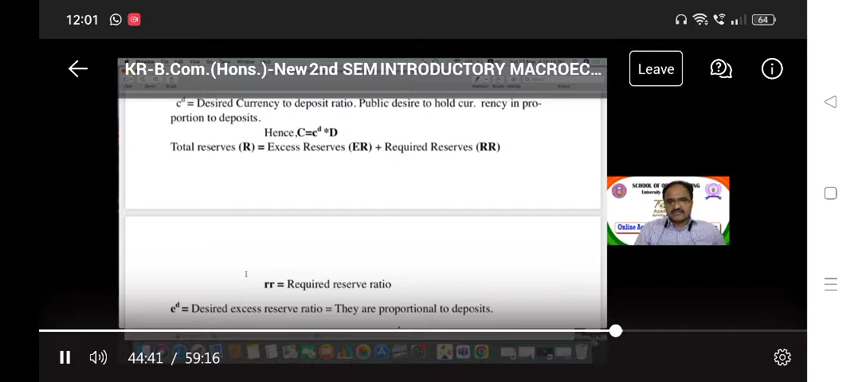 12:01
64
KR-B.Com.(Hons.)-New 2nd SEM INTRODUCTORY MACROEC...
Leave
c^d = Desired Currency to deposit ratio. Public desire to hold cur. rency in pro-
portion to deposits.
Hence,C=c^d *D
Total reserves (R) = Excess Reserves (ER) + Required Reserves (RR)
SCHOOL OF O
Online A
rr = Required reserve ratio
e^d = Desired excess reserve ratio = They are proportional to deposits.
44:41 / 59:16